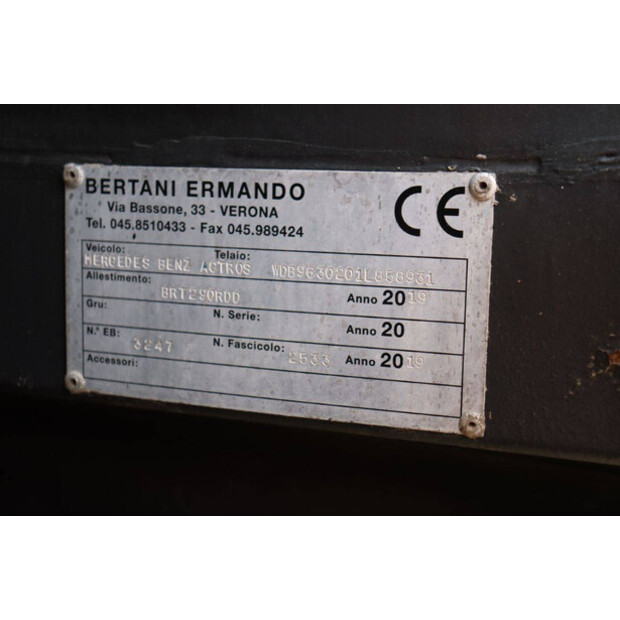 BERTANI ERMANDO
Via Bassone, 33 - VERONA
Tel. 045.8510433 - Fax 045.989424
CE
Veicolo: Telaio:
MERCEDES BENZ ACTROS WDB9630201L858931
Allestimento: BRT290RDD Anno 2019
Gru: N. Serie: Anno 20
N.° EB: 3247 N. Fascicolo: 2533 Anno 2019
Accessori: